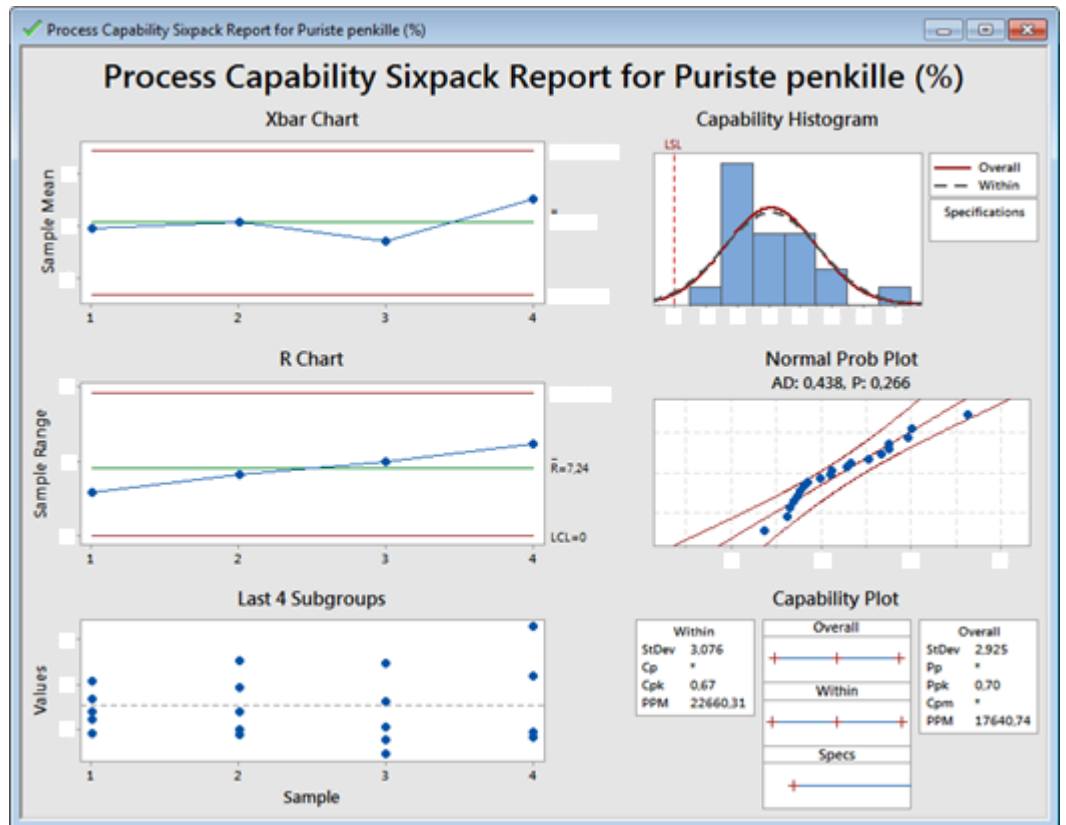 Process Capability Sixpack Report for Puriste penkille (%)
Process Capability Sixpack Report for Puriste penkille (%)
Xbar Chart
Sample Mean
1 2 3 4
Capability Histogram
LSL
Overall
Within
Specifications
R Chart
Sample Range
R=7,24
LCL=0
1 2 3 4
Normal Prob Plot
AD: 0,438, P: 0,266
Last 4 Subgroups
Values
1 2 3 4
Sample
Capability Plot
Within
StDev 3,076
Cp *
Cpk 0,67
PPM 22660,31
Overall
Within
Specs
Overall
StDev 2,925
Pp *
Ppk 0,70
Cpm *
PPM 17640,74